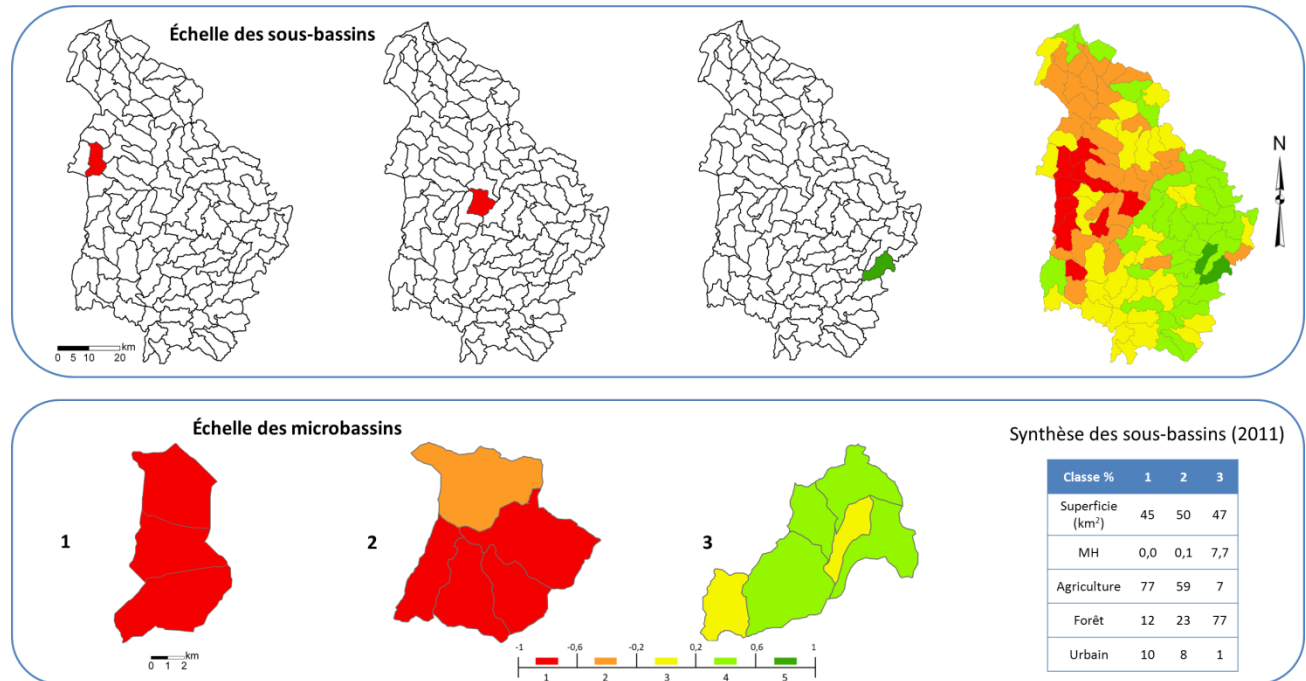 Échelle des sous-bassins
N
km
0 5 10 20
Échelle des microbassins
Synthèse des sous-bassins (2011)
1
2
3
km
0 1 2
-1 -0,6 -0,2 0,2 0,6 1
1 2 3 4 5
Classe % 1 2 3
Superficie
(km²) 45 50 47
MH 0,0 0,1 7,7
Agriculture 77 59 7
Forêt 12 23 77
Urbain 10 8 1